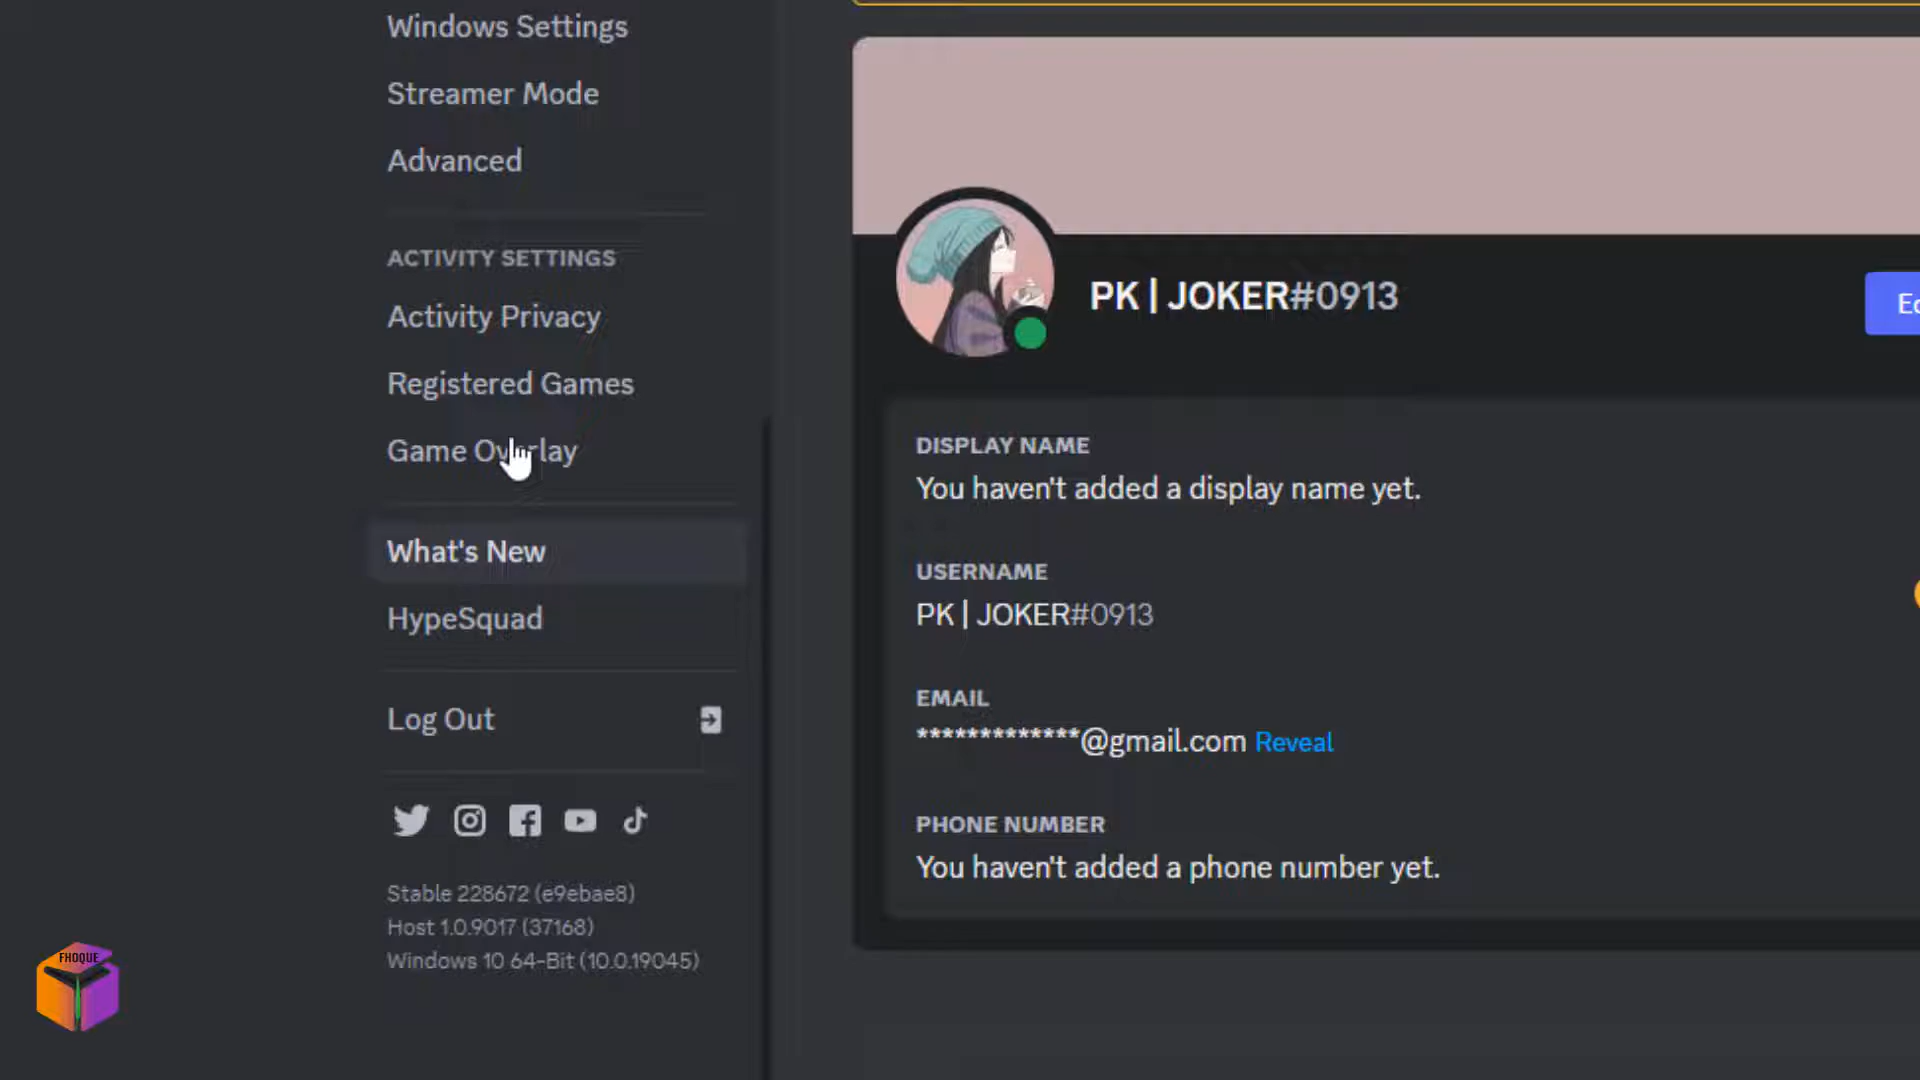 Windows Settings
Streamer Mode
Advanced
ACTIVITY SETTINGS
Activity Privacy
Registered Games
Game Overlay
What's New
HypeSquad
Log Out
Stable 228672 (e9ebae8)
Host 1.0.9017 (37168)
Windows 10 64-Bit (10.0.19045)
FHOQUE
PK | JOKER#0913
DISPLAY NAME
You haven't added a display name yet.
USERNAME
PK | JOKER#0913
EMAIL
*************@gmail.com Reveal
PHONE NUMBER
You haven't added a phone number yet.